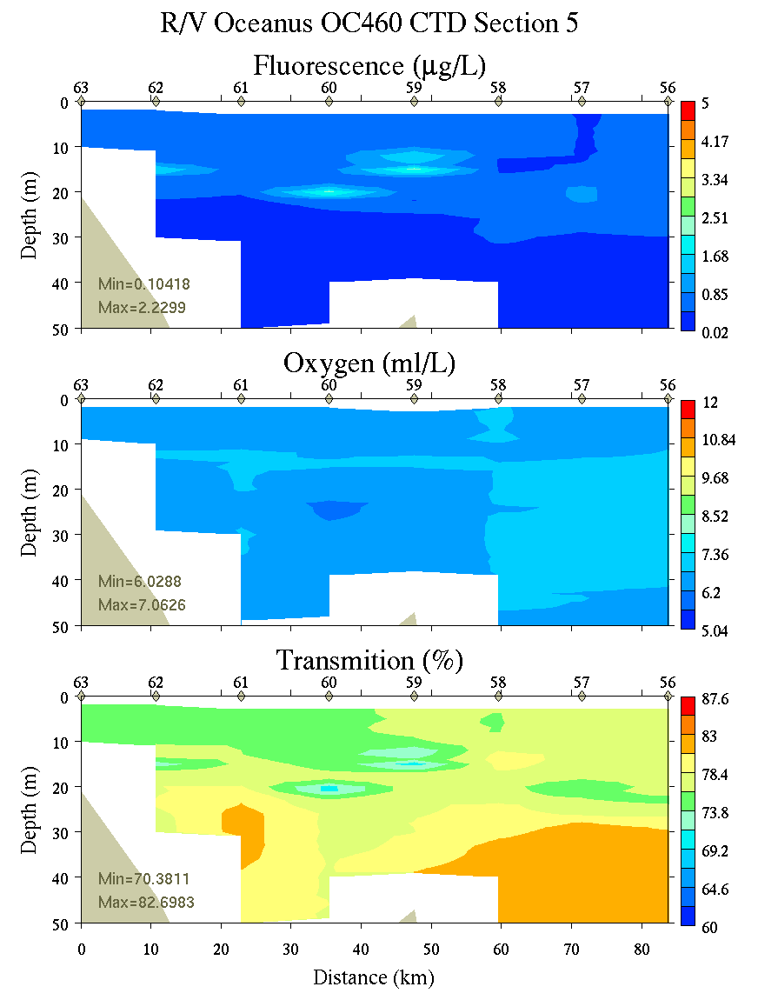 R/V Oceanus OC460 CTD Section 5
Fluorescence (μg/L)
63 62 61 60 59 58 57 56
0
10
20
30
40
50
Depth (m)
Min=0.10418
Max=2.2299
5
4.17
3.34
2.51
1.68
0.85
0.02
Oxygen (ml/L)
63 62 61 60 59 58 57 56
0
10
20
30
40
50
Depth (m)
Min=6.0288
Max=7.0626
12
10.84
9.68
8.52
7.36
6.2
5.04
Transmition (%)
63 62 61 60 59 58 57 56
0
10
20
30
40
50
Depth (m)
Min=70.3811
Max=82.6983
87.6
83
78.4
73.8
69.2
64.6
60
0 10 20 30 40 50 60 70 80
Distance (km)